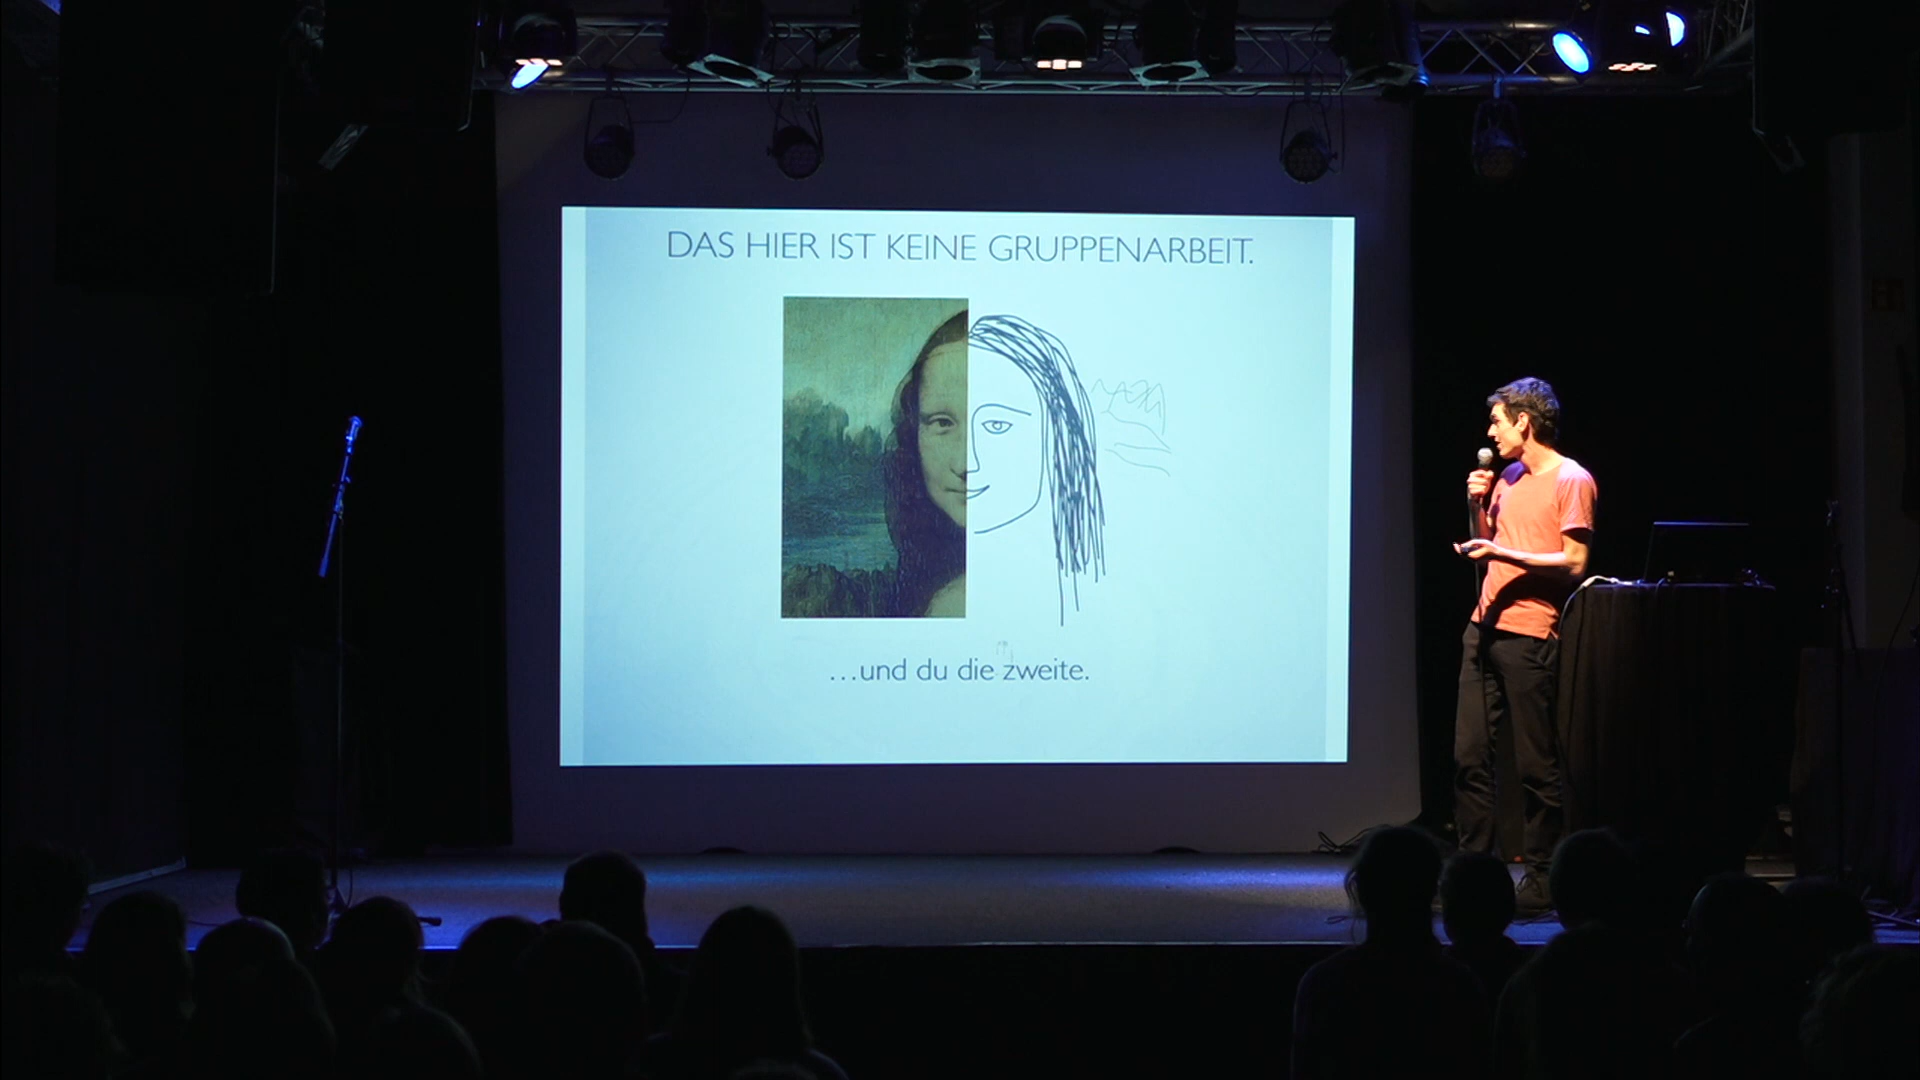 DAS HIER IST KEINE GRUPPENARBEIT.
...und du die zweite.